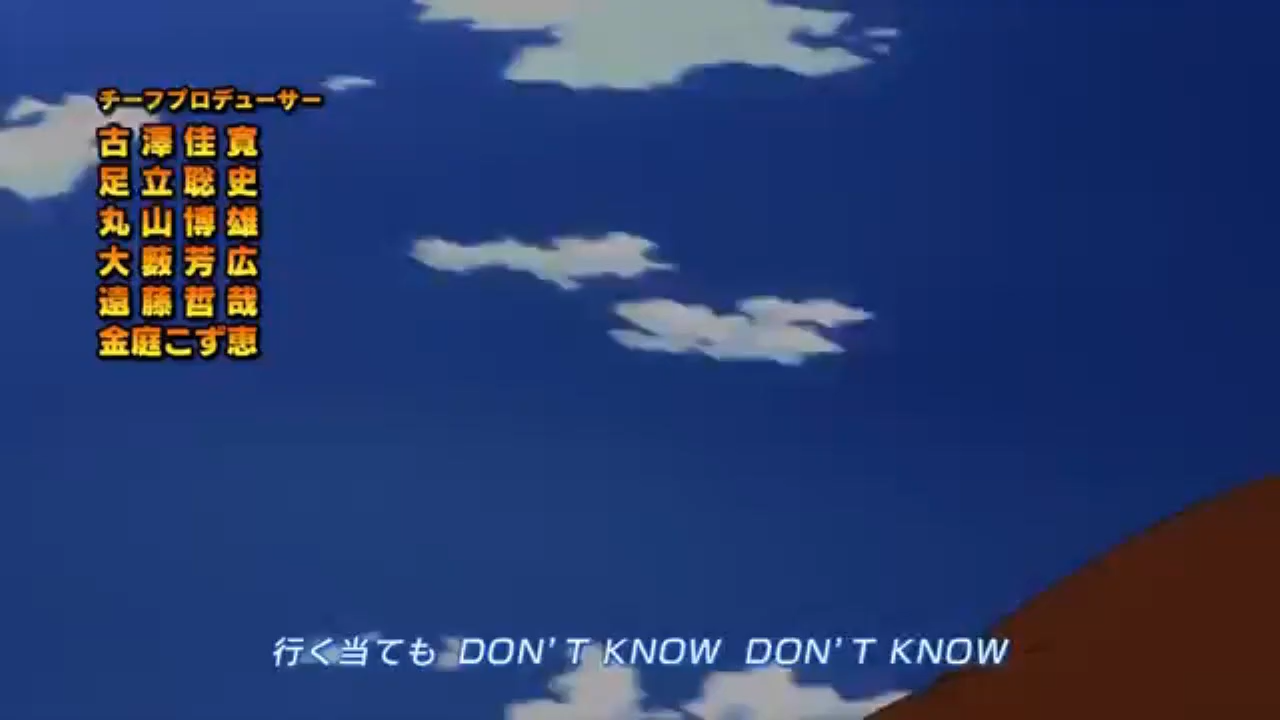 チーフプロデューサー
古澤佳寛
足立聡史
丸山博雄
大藪芳広
遠藤哲哉
金庭こず恵
行く当ても DON'T KNOW DON'T KNOW